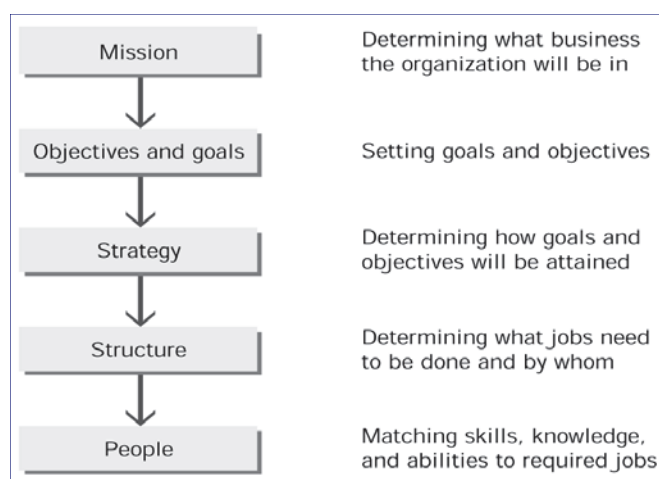 Mission
Determining what business
the organization will be in
Objectives and goals
Setting goals and objectives
Strategy
Determining how goals and
objectives will be attained
Structure
Determining what jobs need
to be done and by whom
People
Matching skills, knowledge,
and abilities to required jobs